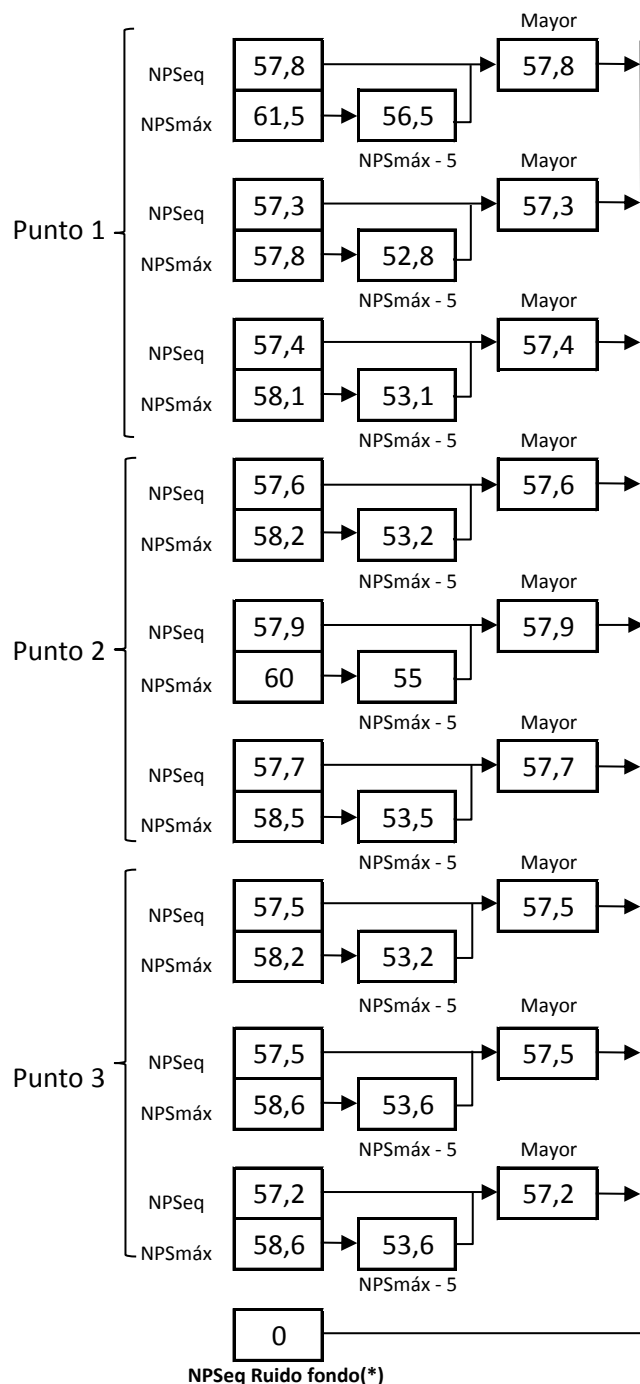 Mayor
NPSeq 57,8 57,8
NPSmáx 61,5 56,5
NPSmáx - 5
Mayor
Punto 1
NPSeq 57,3 57,3
NPSmáx 57,8 52,8
NPSmáx - 5
Mayor
NPSeq 57,4 57,4
NPSmáx 58,1 53,1
NPSmáx - 5
Mayor
NPSeq 57,6 57,6
NPSmáx 58,2 53,2
NPSmáx - 5
Mayor
Punto 2
NPSeq 57,9 57,9
NPSmáx 60 55
NPSmáx - 5
Mayor
NPSeq 57,7 57,7
NPSmáx 58,5 53,5
NPSmáx - 5
Mayor
NPSeq 57,5 57,5
NPSmáx 58,2 53,2
NPSmáx - 5
Mayor
Punto 3
NPSeq 57,5 57,5
NPSmáx 58,6 53,6
NPSmáx - 5
Mayor
NPSeq 57,2 57,2
NPSmáx 58,6 53,6
NPSmáx - 5
0
NPSeq Ruido fondo(*)